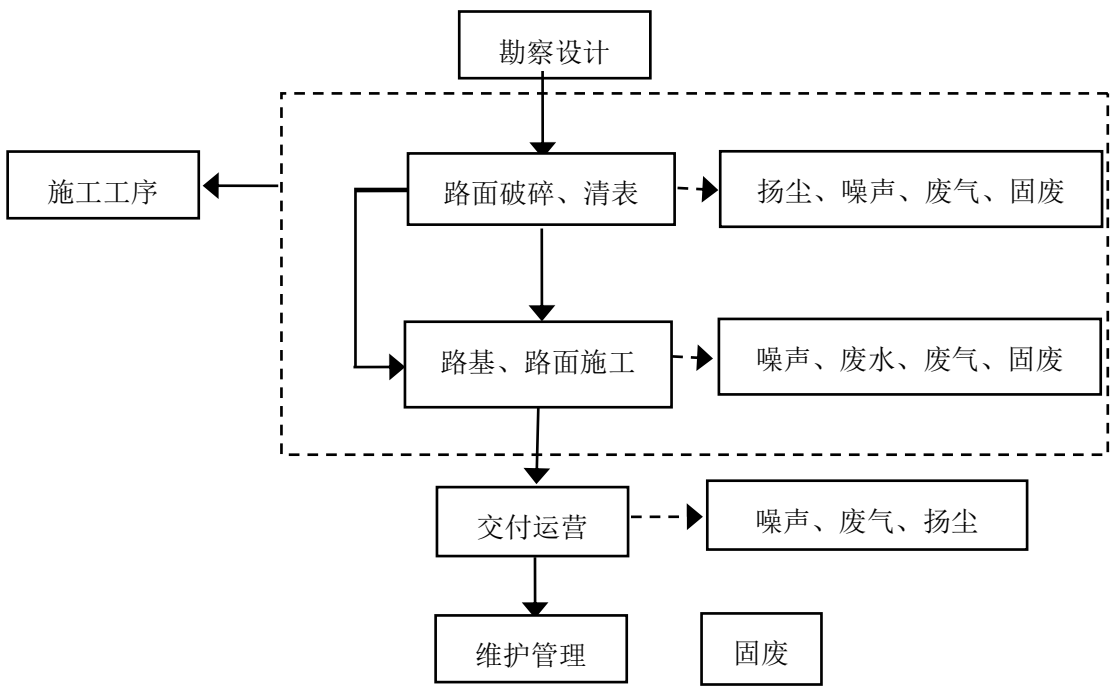 勘察设计
施工工序
路面破碎、清表
扬尘、噪声、废气、固废
路基、路面施工
噪声、废水、废气、固废
交付运营
噪声、废气、扬尘
维护管理
固废